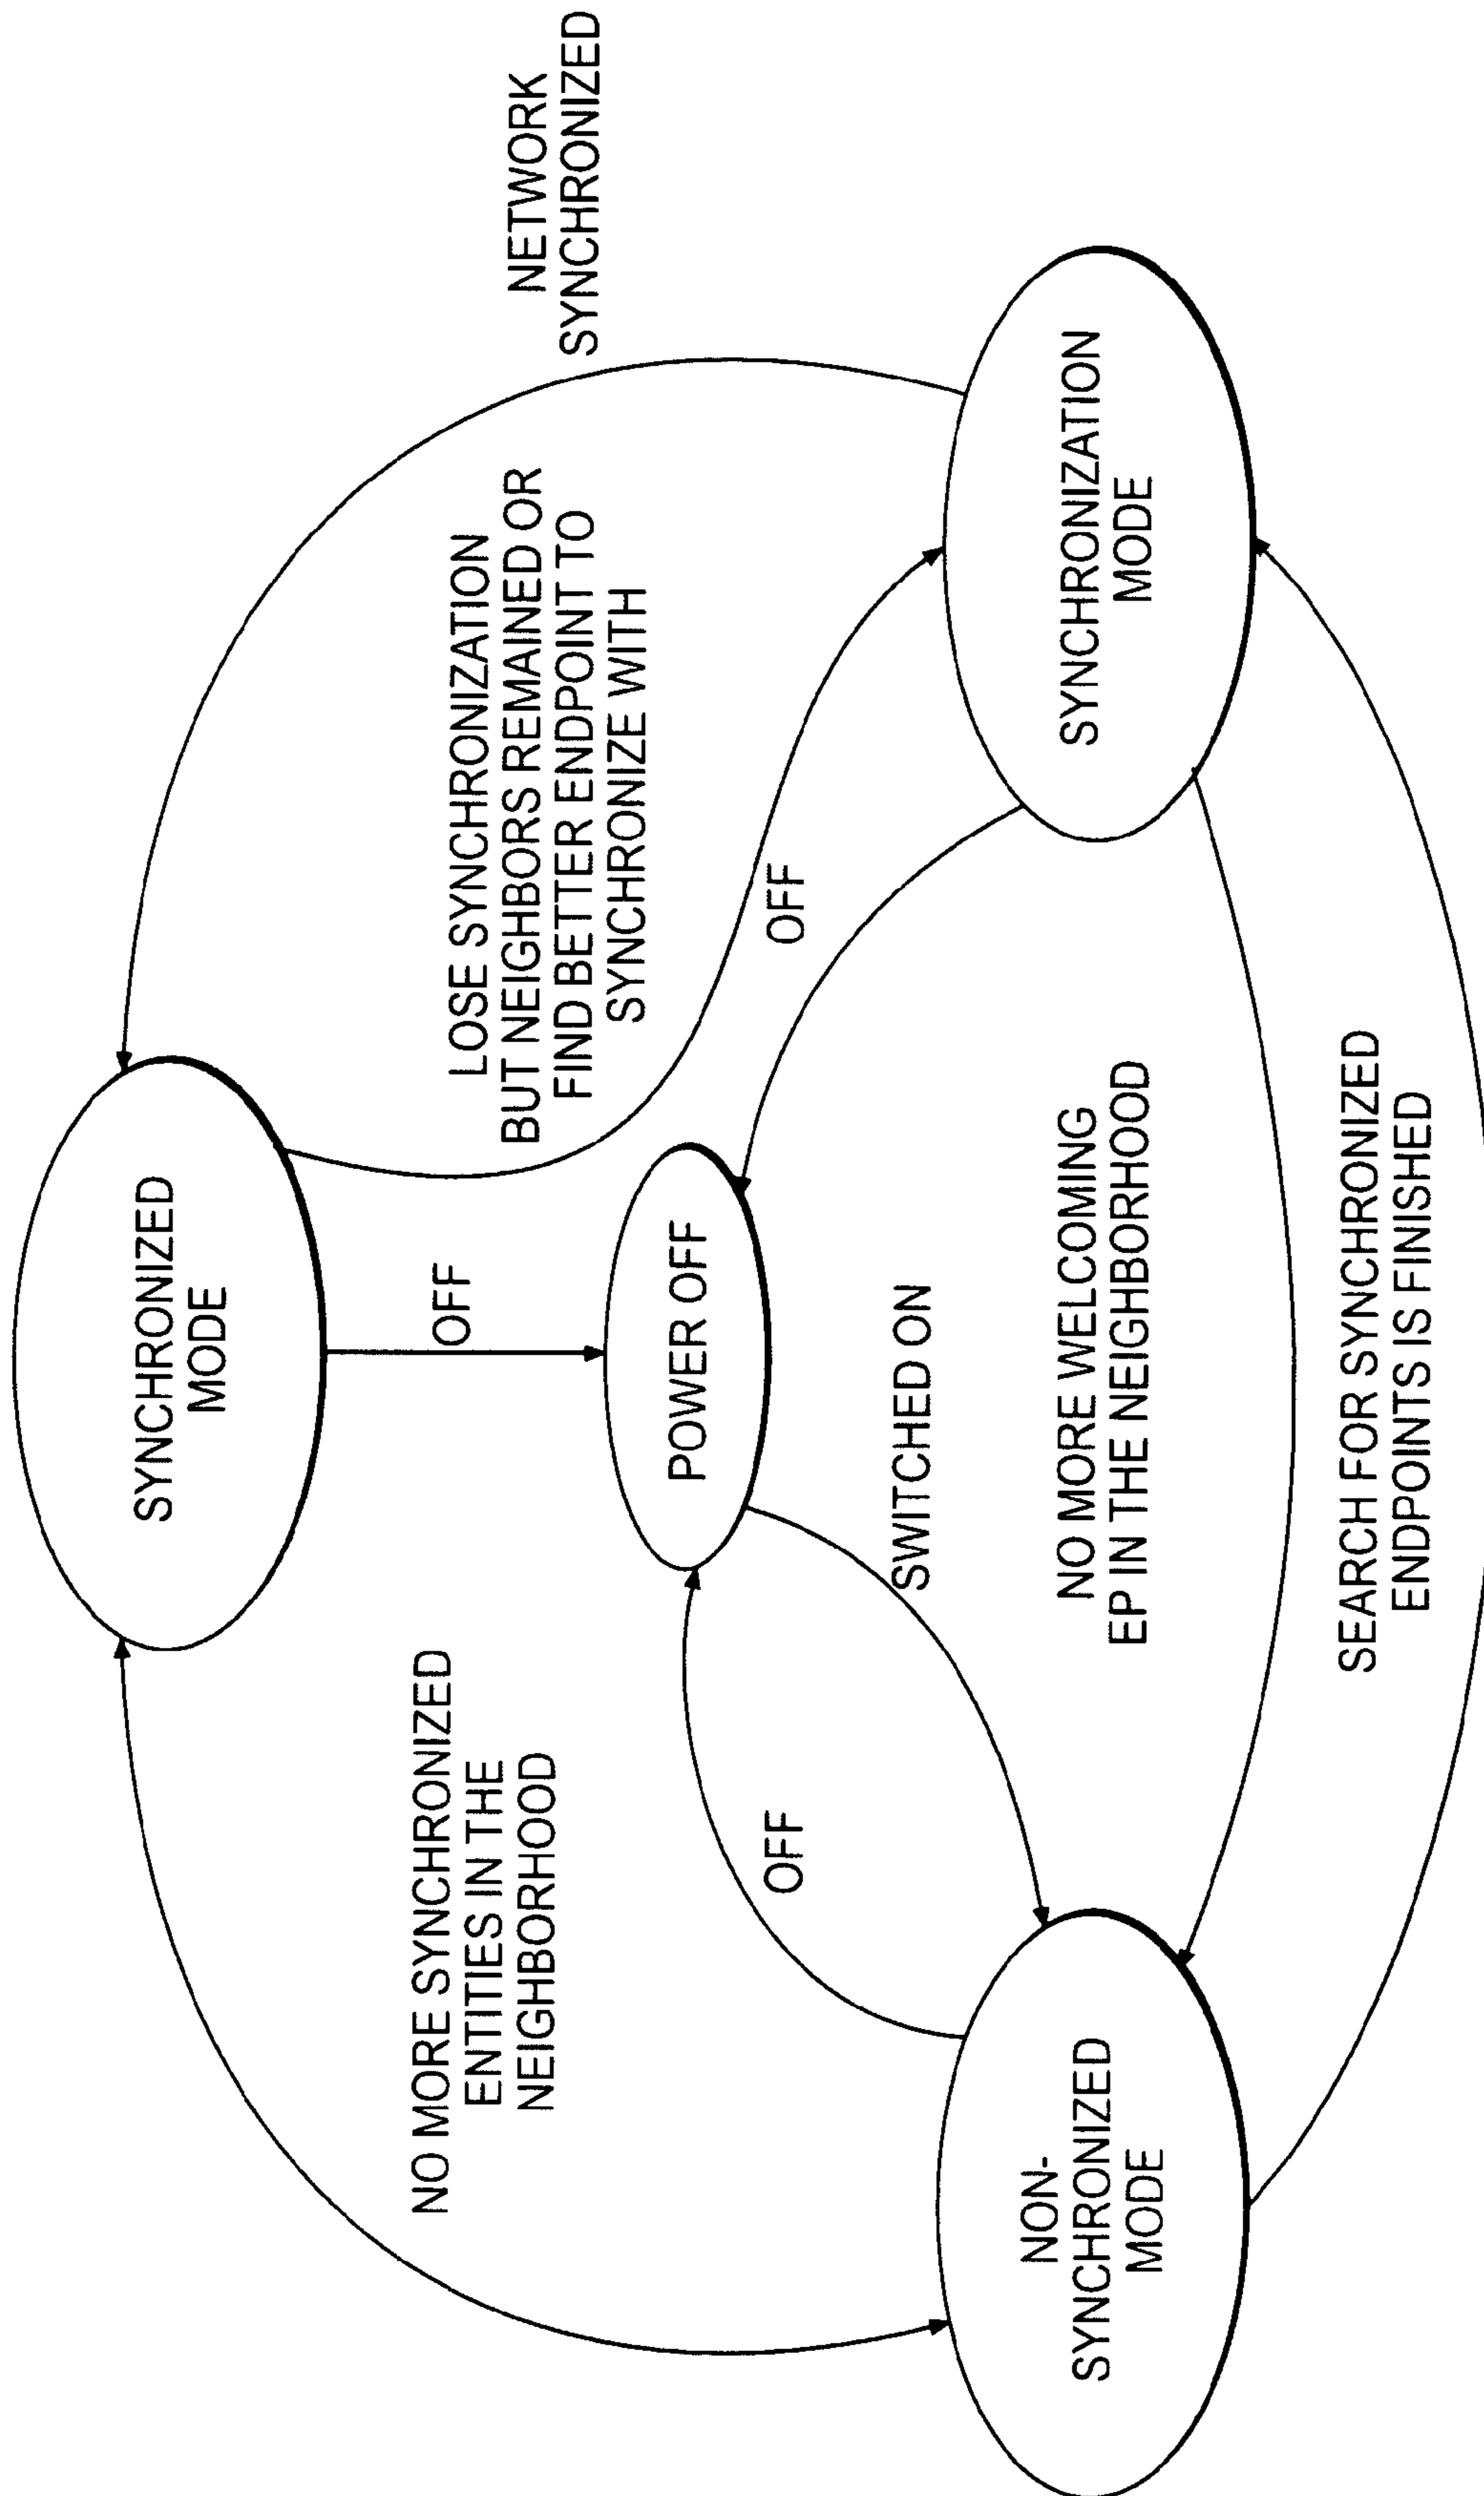 SYNCHRONIZED
MODE
NO MORE SYNCHRONIZED
ENTITIES IN THE
NEIGHBORHOOD
OFF
LOSE SYNCHRONIZATION
BUT NEIGHBORS REMAINED OR
FIND BETTER ENDPOINT TO
SYNCHRONIZE WITH
NETWORK
SYNCHRONIZED
POWER OFF
OFF
OFF
SWITCHED ON
NON-
SYNCHRONIZED
MODE
NO MORE WELCOMING
EP IN THE NEIGHBORHOOD
SYNCHRONIZATION
MODE
SEARCH FOR SYNCHRONIZED
ENDPOINTS IS FINISHED